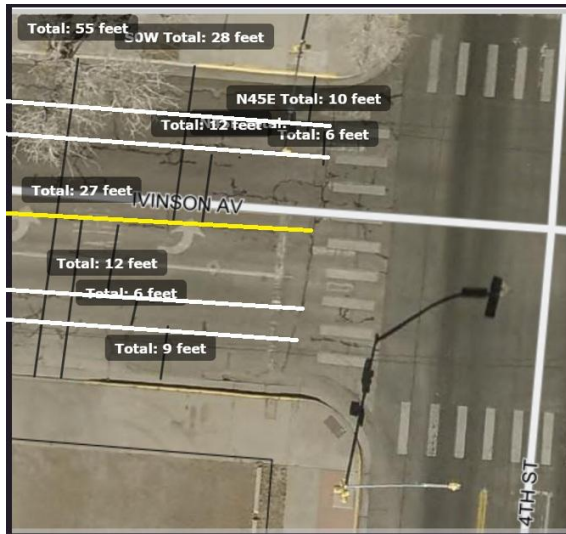 Total: 55 feet
S0W Total: 28 feet
N45E Total: 10 feet
Total: 12 feet
Total: 6 feet
Total: 27 feet
IVINSON AV
Total: 12 feet
Total: 6 feet
Total: 9 feet
4TH ST